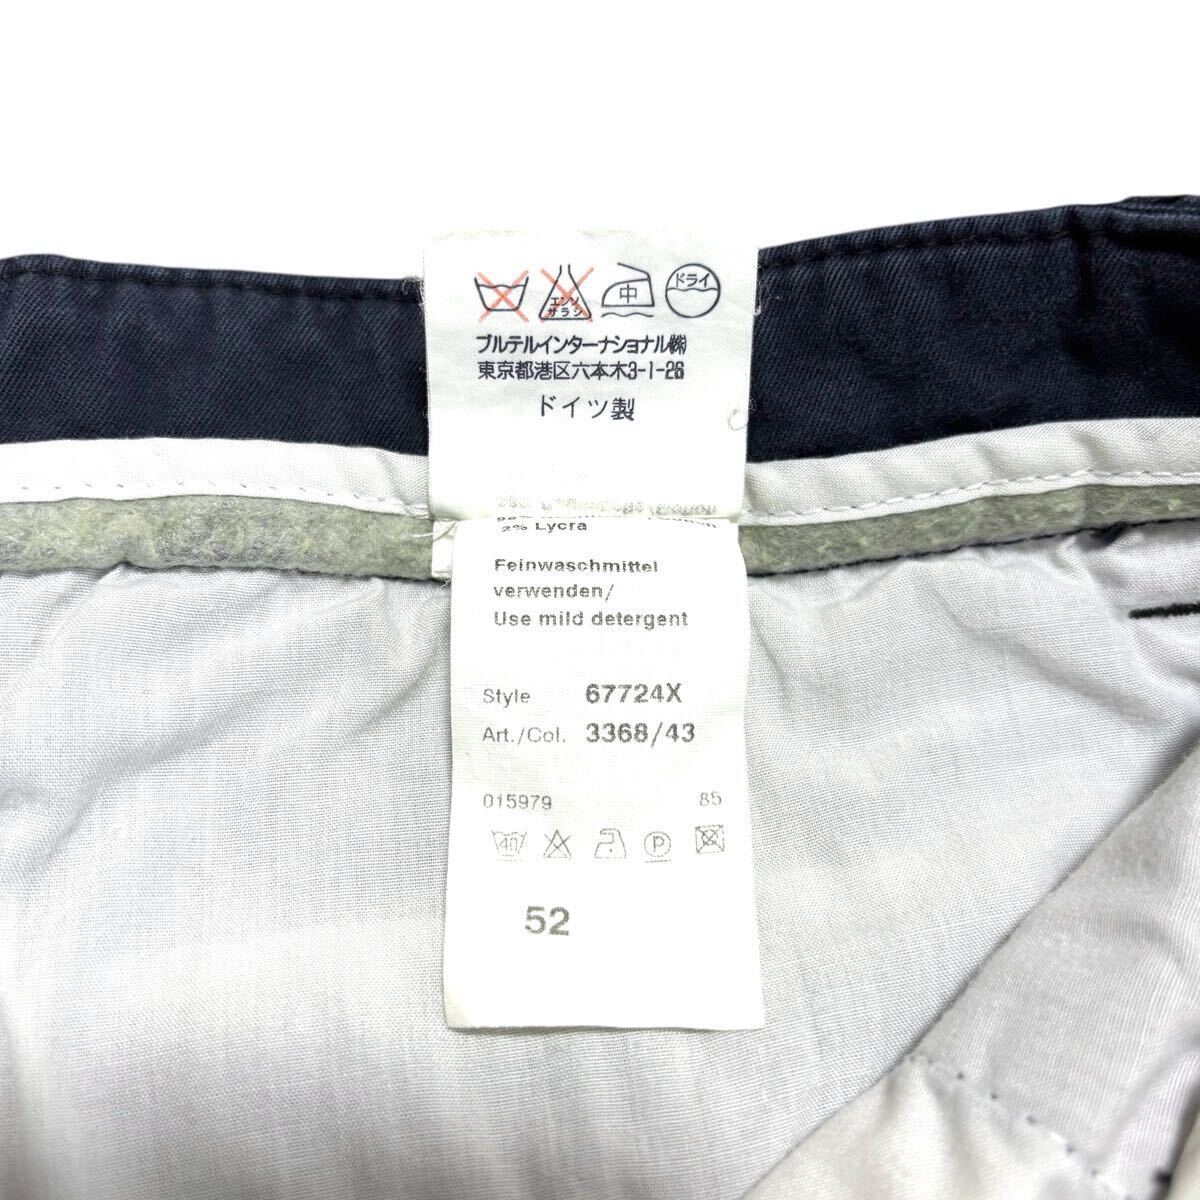 エンソ
サラシ
中
ドライ
ブルテルインターナショナル㈱
東京都港区六本木3-1-26
ドイツ製
2% Lycra
Feinwaschmittel
verwenden/
Use mild detergent
Style 67724X
Art./Col. 3368/43
015979 85
40 P
52